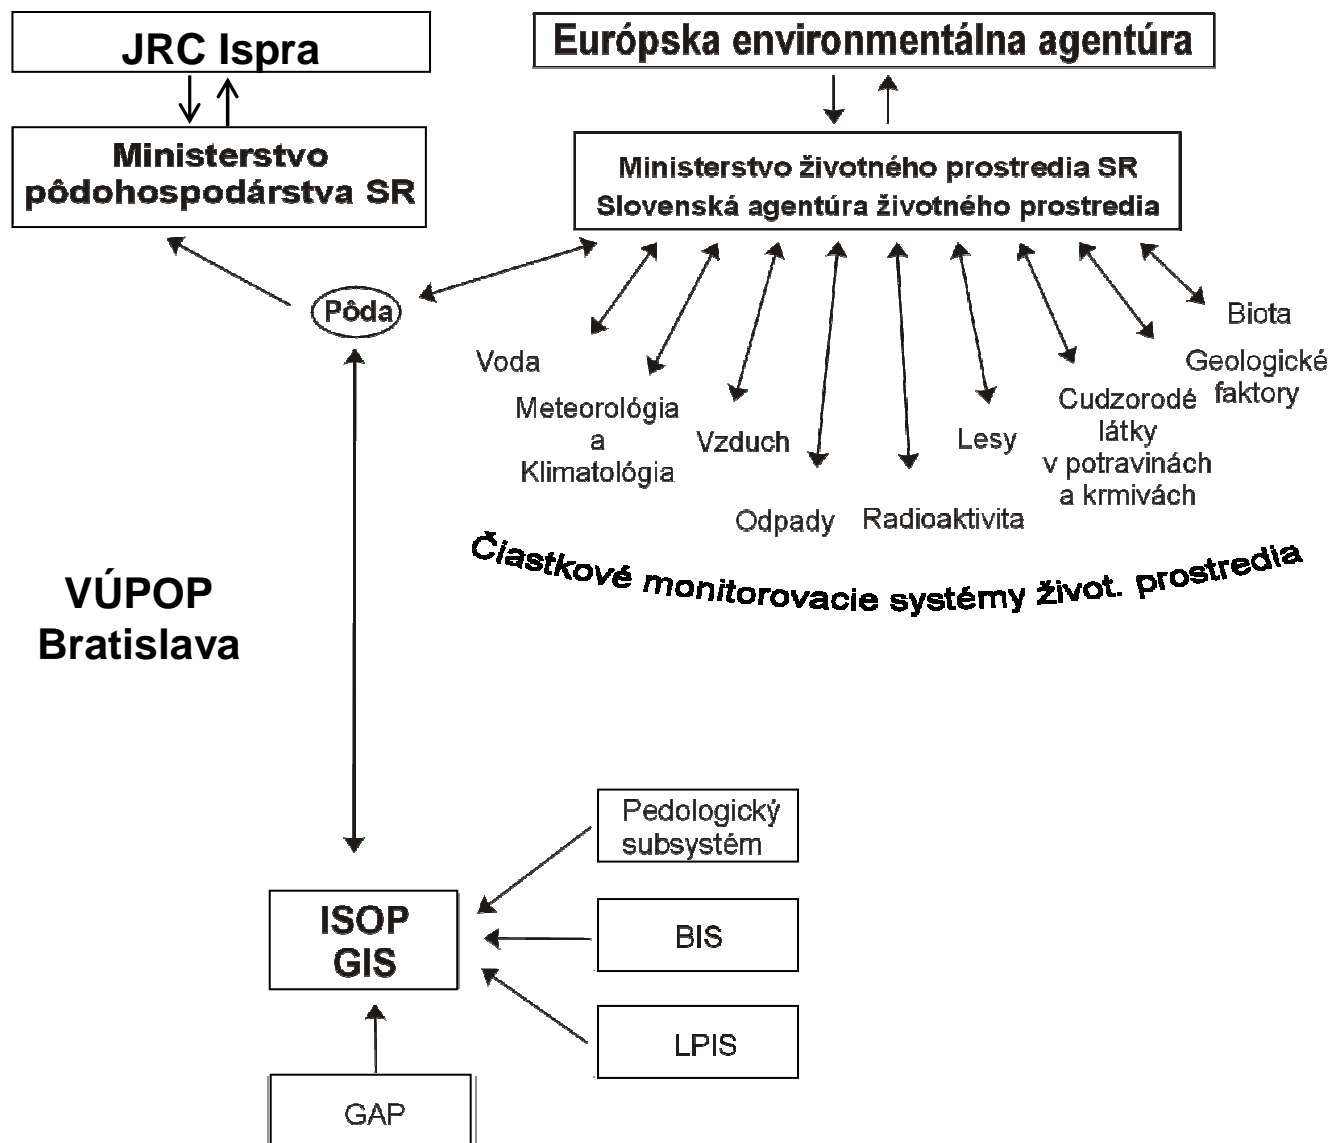 JRC Ispra
Európska environmentálna agentúra
Ministerstvo
pôdohospodárstva SR
Ministerstvo životného prostredia SR
Slovenská agentúra životného prostredia
Pôda
Voda
Meteorológia
a
Klimatológia
Vzduch
Odpady
Radioaktivita
Lesy
Cudzorodé
látky
v potravinách
a krmivách
Geologické
faktory
Biota
Čiastkové monitorovacie systémy život. prostredia
VÚPOP
Bratislava
Pedologický
subsystém
ISOP
GIS
BIS
LPIS
GAP